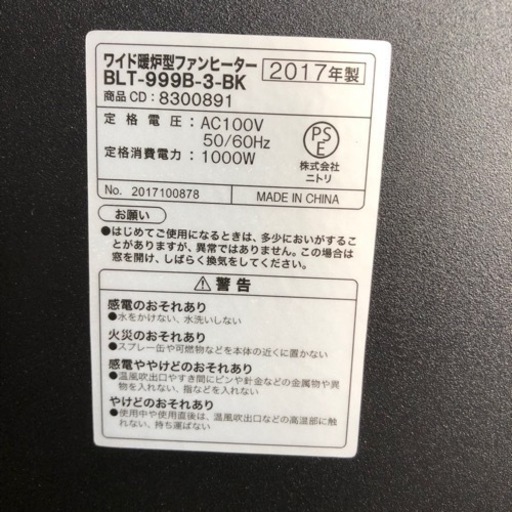 ワイド暖炉型ファンヒーター
BLT-999B-3-BK
2017年製
商品CD:8300891
定格電圧:AC100V
50/60Hz
定格消費電力:1000W
PS
E
株式会社
ニトリ
No. 2017100878
MADE IN CHINA
お願い
●はじめてご使用になるときは、多少においがするこ
とがありますが、異常ではありません。この場合は
窓を開け、しばらく換気をしてください。
警告
感電のおそれあり
●水をかけない、水洗いしない
火災のおそれあり
●スプレー缶や可燃物などを本体の近くに置かない
感電ややけどのおそれあり
●温風吹出口やすき間にピンや針金などの金属物や異
物を入れない、指などを入れない
やけどのおそれあり
●使用中や使用直後は、温風吹出口などの高温部に触
れない、持ち運ばない